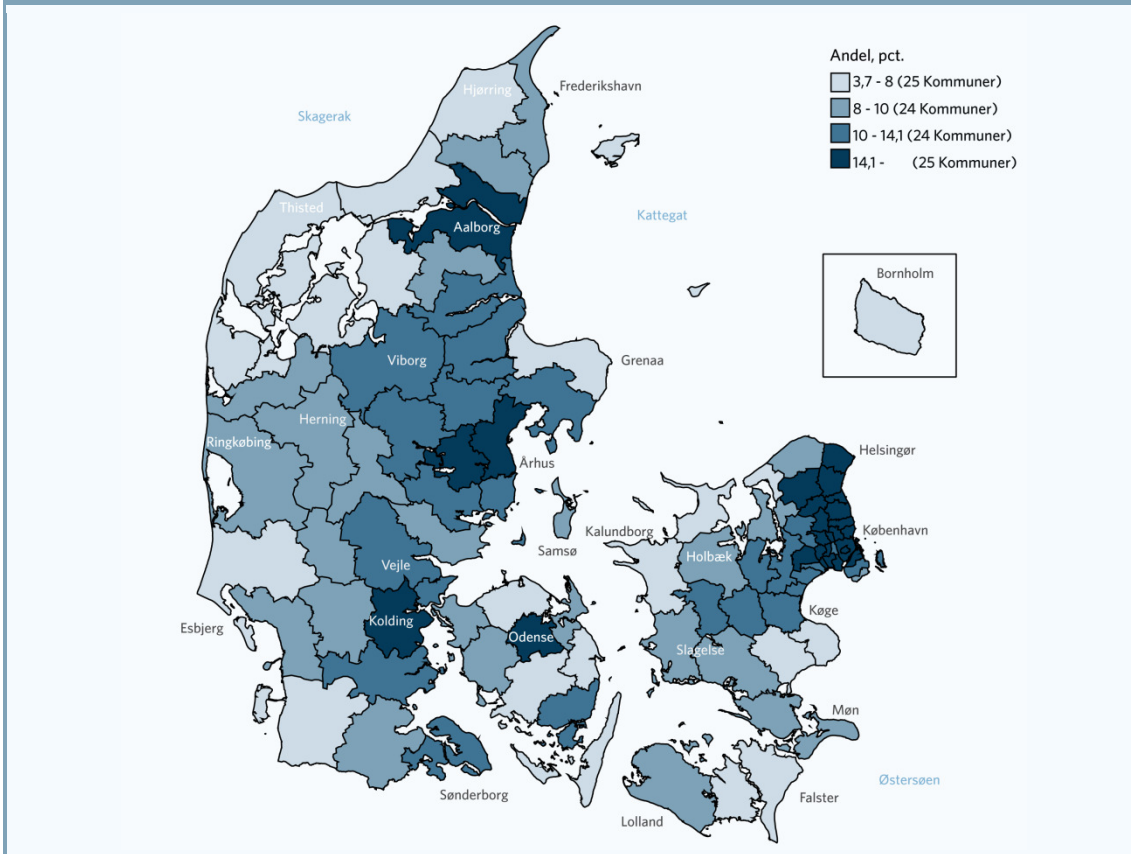 Andel, pct.
3,7 - 8 (25 Kommuner)
8 - 10 (24 Kommuner)
10 - 14,1 (24 Kommuner)
14,1 - (25 Kommuner)
Hjørring
Frederikshavn
Skagerak
Thisted
Kattegat
Aalborg
Bornholm
Viborg
Grenaa
Herning
Ringkøbing
Helsingør
Århus
Kalundborg
København
Samsø
Holbæk
Vejle
Køge
Esbjerg
Kolding
Odense
Slagelse
Møn
Østersøen
Sønderborg
Falster
Lolland